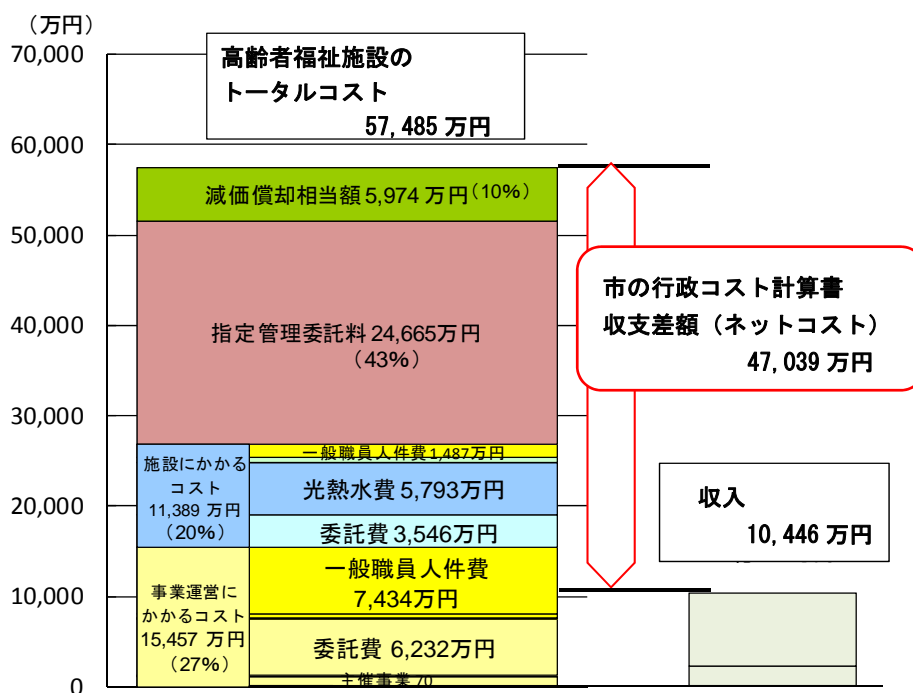 （万円）
70,000
60,000
50,000
40,000
30,000
20,000
10,000
0
高齢者福祉施設の
トータルコスト
57,485 万円
減価償却相当額 5,974 万円(10%)
指定管理委託料 24,665万円
（43%）
施設にかかる
コスト
11,389 万円
（20%）
一般職員人件費 1,487万円
光熱水費 5,793万円
委託費 3,546万円
事業運営に
かかるコスト
15,457 万円
（27%）
一般職員人件費
7,434万円
委託費 6,232万円
主催事業 70
市の行政コスト計算書
収支差額（ネットコスト）
47,039 万円
収入
10,446 万円